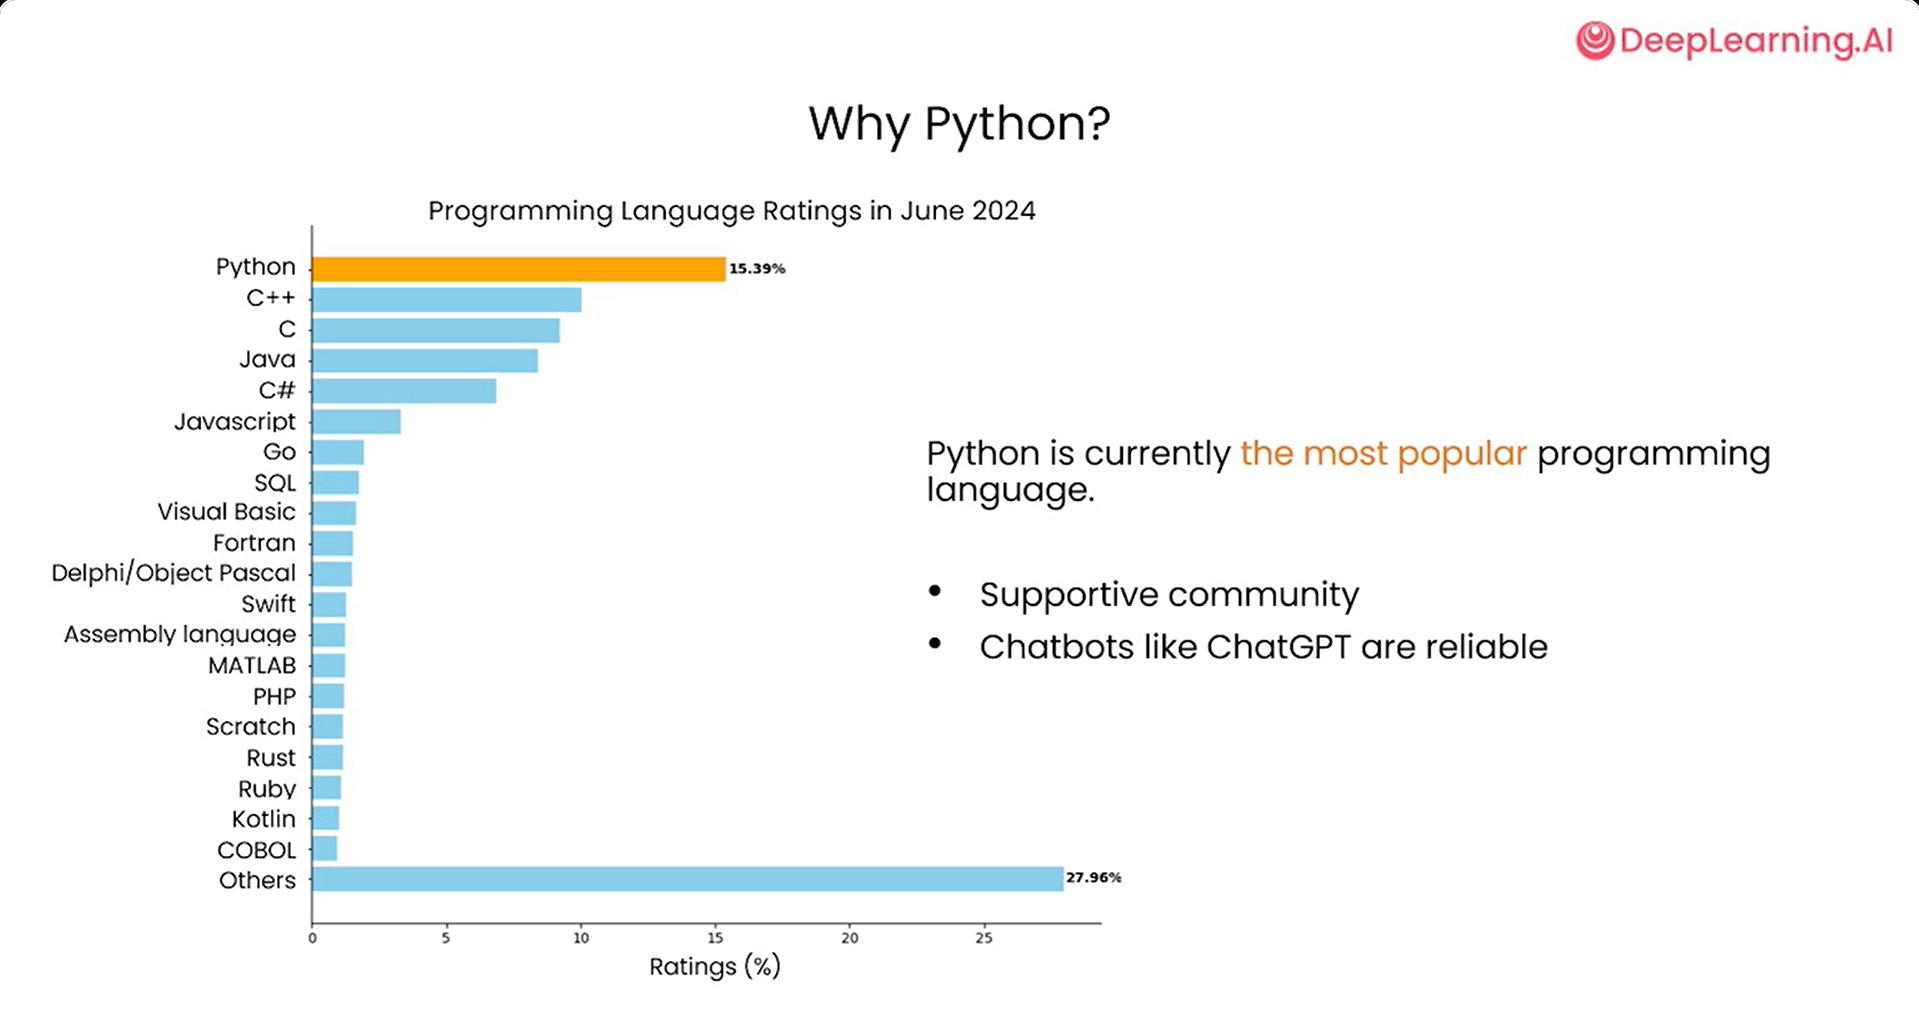 DeepLearning.AI
Why Python?
Programming Language Ratings in June 2024
Python
15.39%
C++
C
Java
C#
Javascript
Go
SQL
Visual Basic
Fortran
Delphi/Object Pascal
Swift
Assembly language
MATLAB
PHP
Scratch
Rust
Ruby
Kotlin
COBOL
Others
27.96%
0 5 10 15 20 25
Ratings (%)
Python is currently the most popular programming
language.
• Supportive community
• Chatbots like ChatGPT are reliable